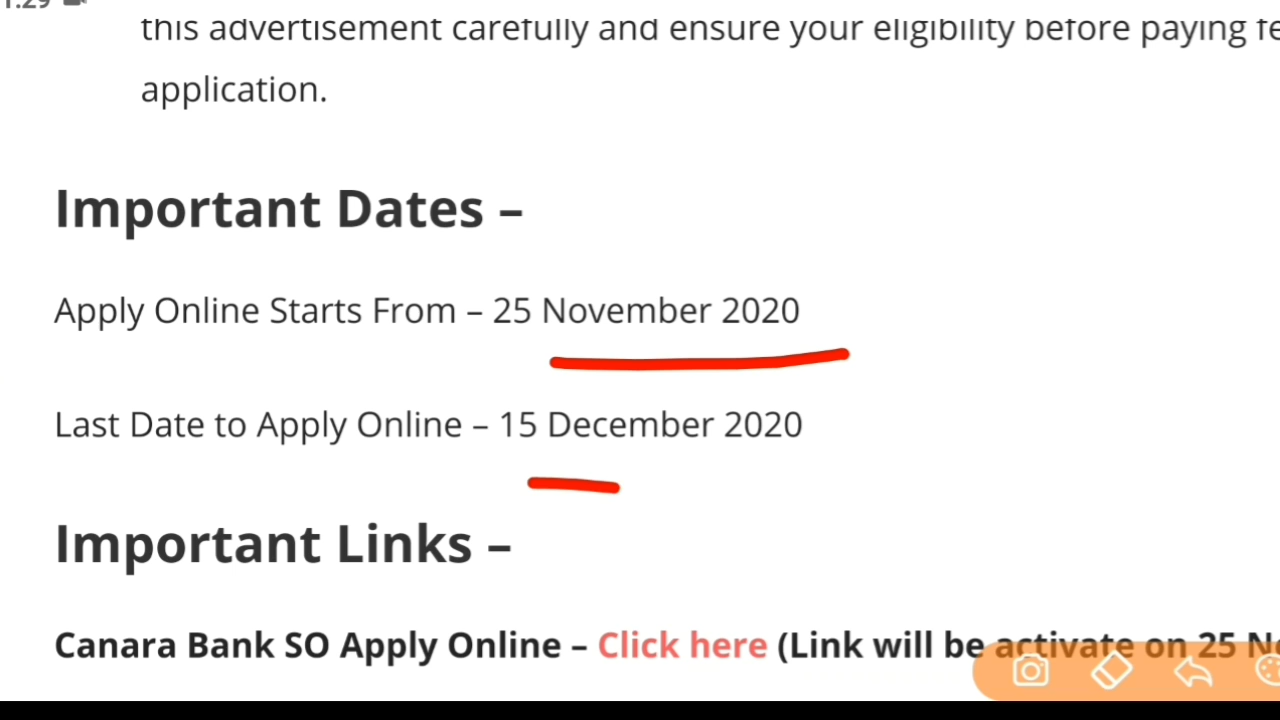 this advertisement carefully and ensure your eligibility before paying fe
application.
Important Dates –
Apply Online Starts From – 25 November 2020
Last Date to Apply Online – 15 December 2020
Important Links –
Canara Bank SO Apply Online – Click here (Link will be activate on 25 No